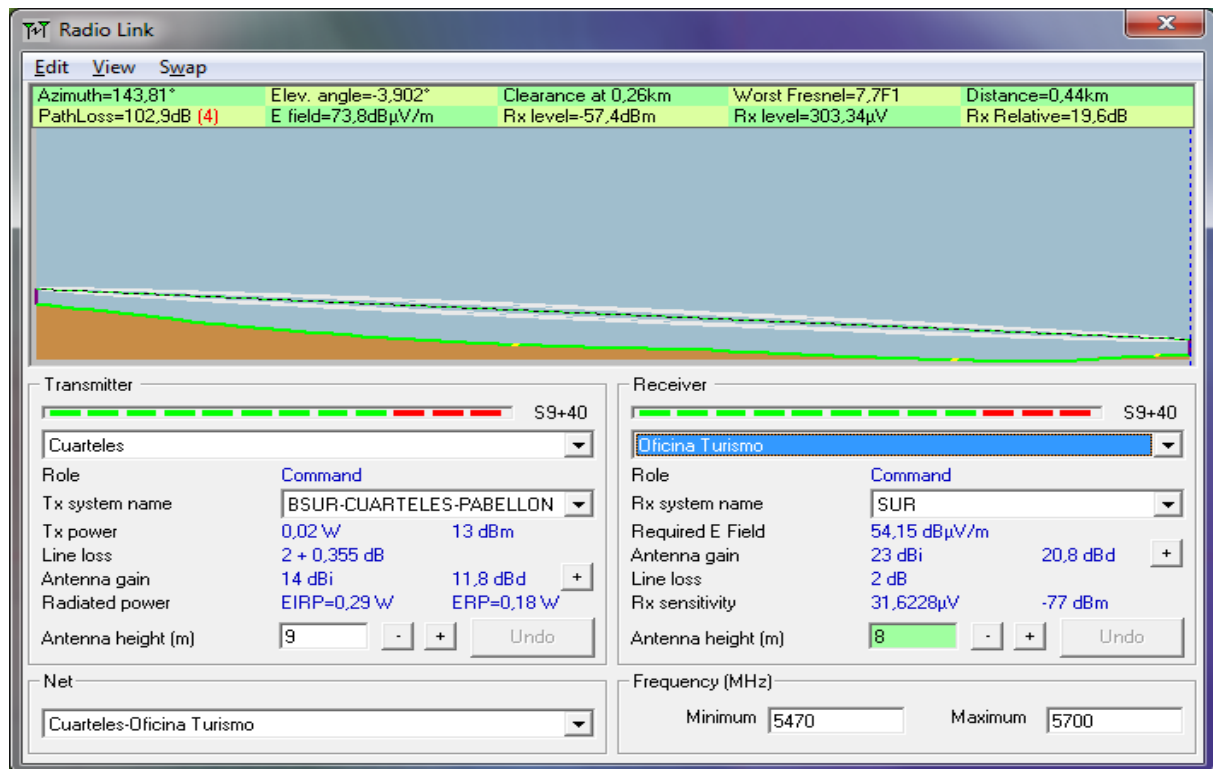 Radio Link
Edit View Swap
Azimuth=143,81° Elev. angle=-3,902° Clearance at 0,26km Worst Fresnel=7,7F1 Distance=0,44km
PathLoss=102,9dB (4) E field=73,8dBµV/m Rx level=-57,4dBm Rx level=303,34µV Rx Relative=19,6dB
Transmitter
S9+40
Cuarteles
Role Command
Tx system name BSUR-CUARTELES-PABELLON
Tx power 0,02 W 13 dBm
Line loss 2 + 0,355 dB
Antenna gain 14 dBi 11,8 dBd +
Radiated power EIRP=0,29 W ERP=0,18 W
Antenna height (m) 9 - + Undo
Receiver
S9+40
Oficina Turismo
Role Command
Rx system name SUR
Required E Field 54,15 dBµV/m
Antenna gain 23 dBi 20,8 dBd +
Line loss 2 dB
Rx sensitivity 31,6228µV -77 dBm
Antenna height (m) 8 - + Undo
Net
Cuarteles-Oficina Turismo
Frequency (MHz)
Minimum 5470 Maximum 5700